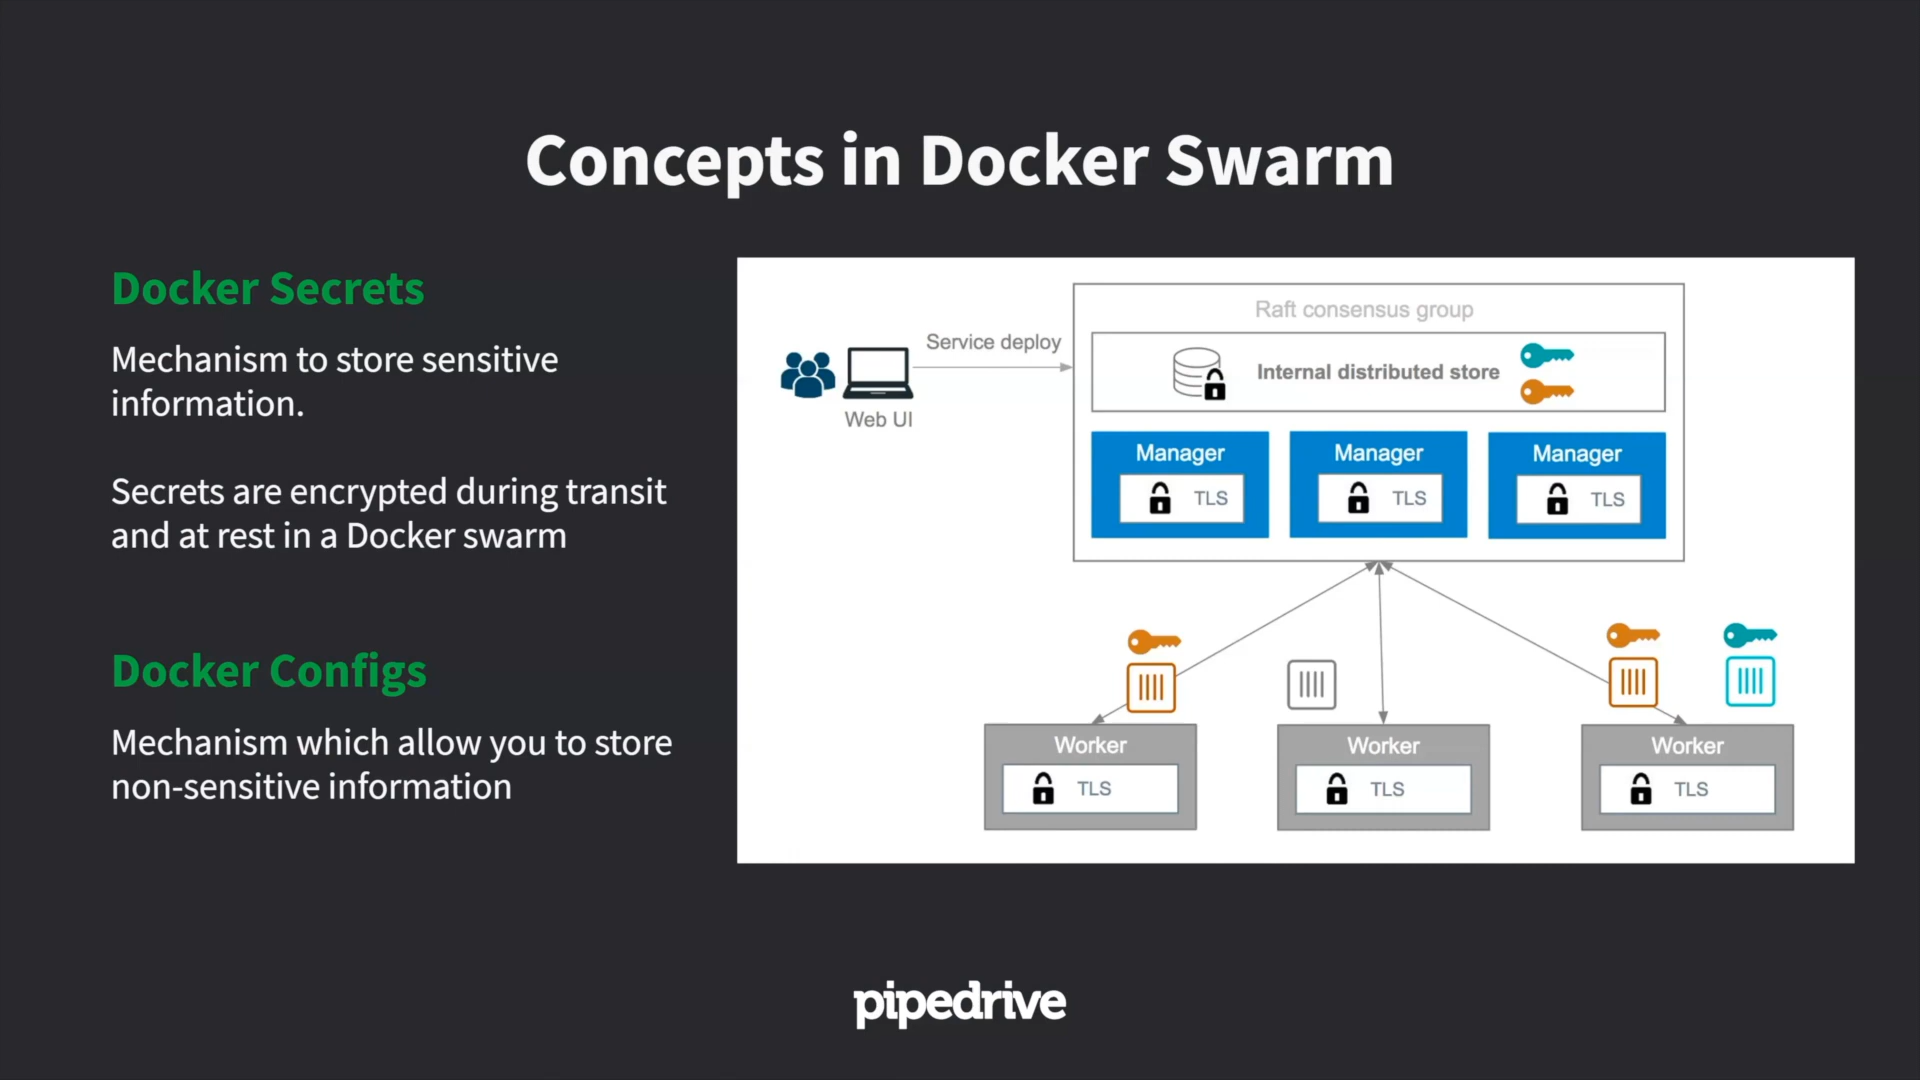 Concepts in Docker Swarm
Docker Secrets
Mechanism to store sensitive
information.
Secrets are encrypted during transit
and at rest in a Docker swarm
Docker Configs
Mechanism which allow you to store
non-sensitive information
Raft consensus group
Service deploy
Internal distributed store
Web UI
Manager
TLS
Manager
TLS
Manager
TLS
Worker
TLS
Worker
TLS
Worker
TLS
pipedrive